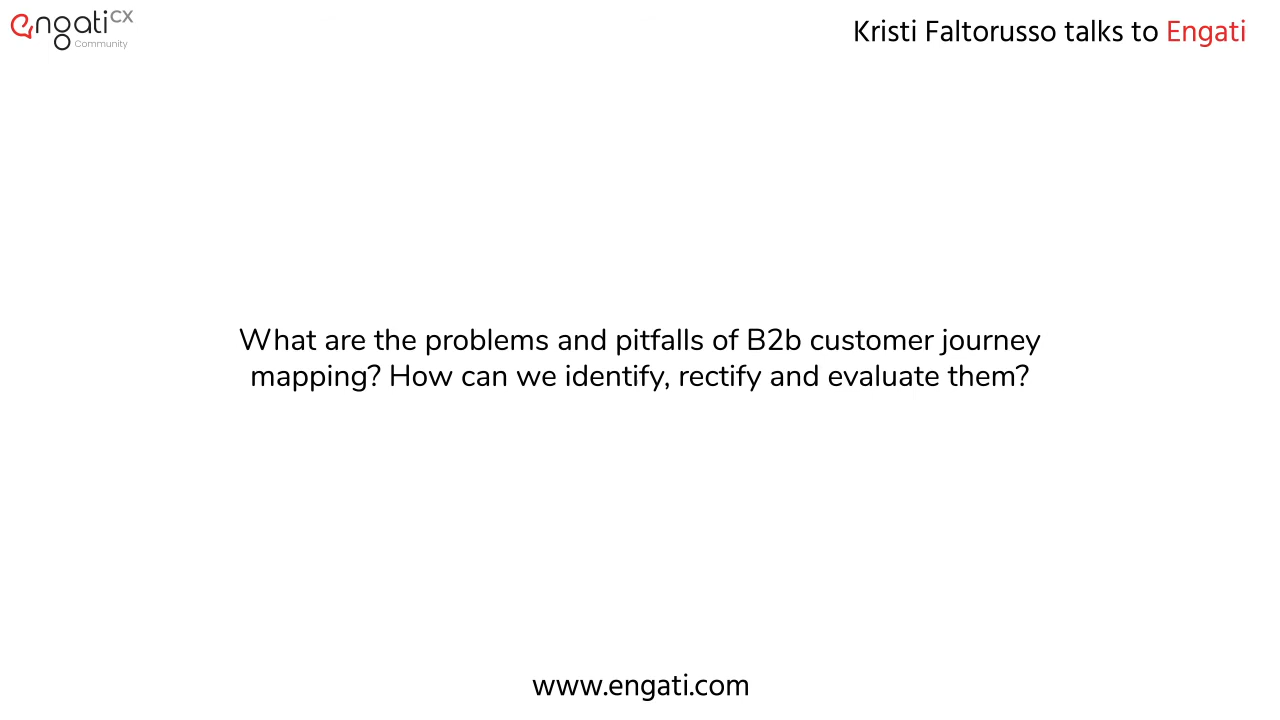 engati CX
Community
Kristi Faltorusso talks to Engati
What are the problems and pitfalls of B2b customer journey
mapping? How can we identify, rectify and evaluate them?
www.engati.com